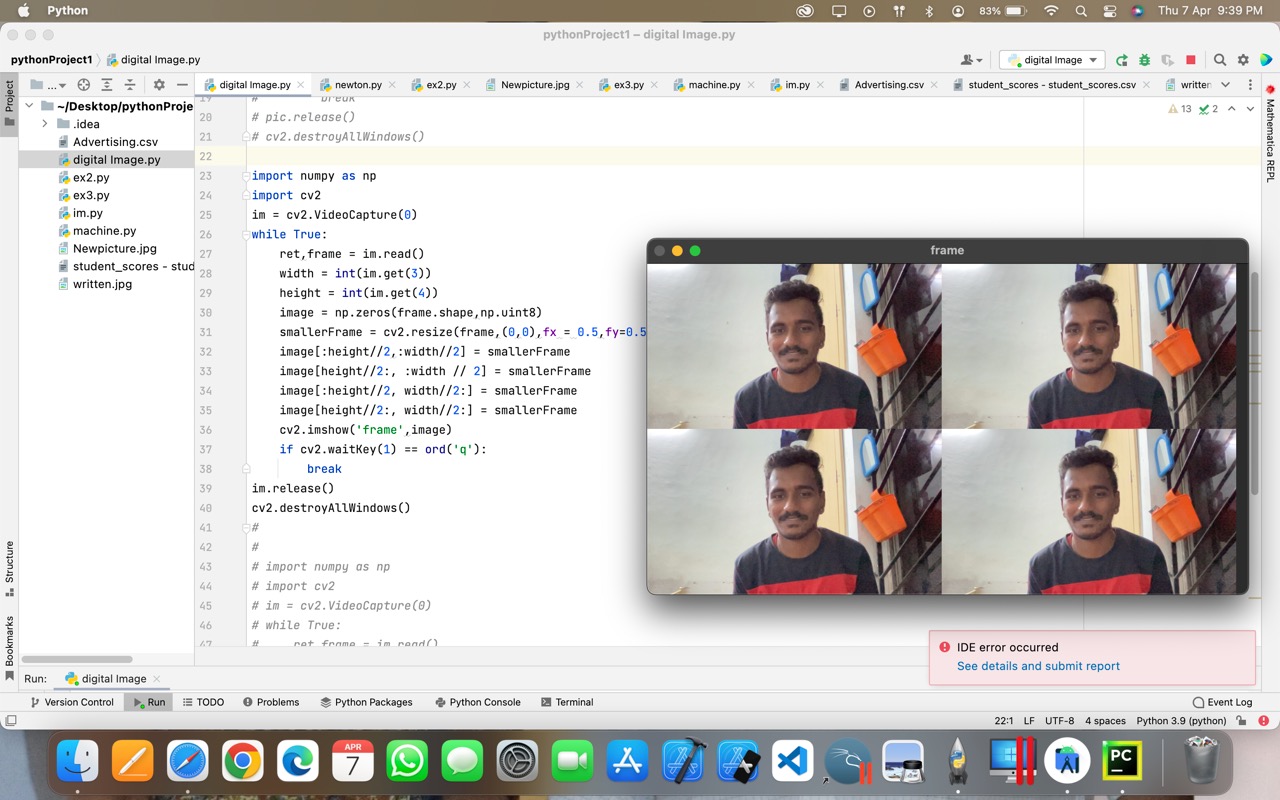 Python
83%
Thu 7 Apr 9:39 PM
pythonProject1 – digital Image.py
pythonProject1
digital Image.py
digital Image
Project
...
digital Image.py
newton.py
ex2.py
Newpicture.jpg
ex3.py
machine.py
im.py
Advertising.csv
student_scores - student_scores.csv
written
Mathematica REPL
~/Desktop/pythonProje
.idea
Advertising.csv
digital Image.py
ex2.py
ex3.py
im.py
machine.py
Newpicture.jpg
student_scores - stud
written.jpg
13
2
19 # break
20 # pic.release()
21 # cv2.destroyAllWindows()
22
23 import numpy as np
24 import cv2
25 im = cv2.VideoCapture(0)
26 while True:
27 ret,frame = im.read()
28 width = int(im.get(3))
29 height = int(im.get(4))
30 image = np.zeros(frame.shape,np.uint8)
31 smallerFrame = cv2.resize(frame,(0,0),fx = 0.5,fy=0.5
32 image[:height//2,:width//2] = smallerFrame
33 image[height//2:, :width // 2] = smallerFrame
34 image[:height//2, width//2:] = smallerFrame
35 image[height//2:, width//2:] = smallerFrame
36 cv2.imshow('frame',image)
37 if cv2.waitKey(1) == ord('q'):
38 break
39 im.release()
40 cv2.destroyAllWindows()
41 #
42 #
43 # import numpy as np
44 # import cv2
45 # im = cv2.VideoCapture(0)
46 # while True:
47 # ret,frame = im.read()
frame
IDE error occurred
See details and submit report
Structure
Bookmarks
Run:
digital Image
Version Control
Run
TODO
Problems
Python Packages
Python Console
Terminal
Event Log
22:1
LF
UTF-8
4 spaces
Python 3.9 (python)
APR
7
PC